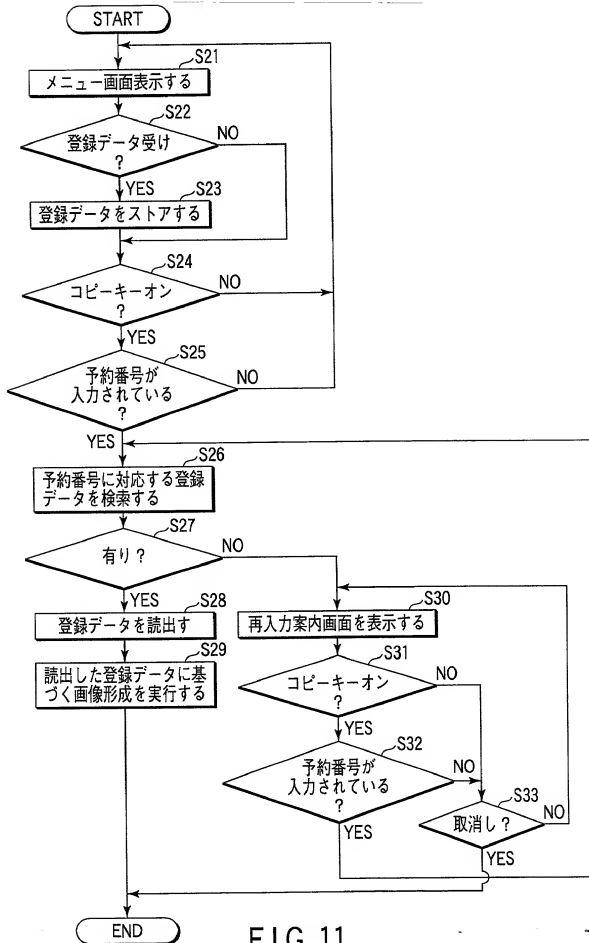 START
S21
メニュー画面表示する
S22
登録データ受け
?
NO
YES
S23
登録データをストアする
S24
コピーキーオン
?
NO
YES
S25
予約番号が
入力されている
?
NO
YES
S26
予約番号に対応する登録
データを検索する
S27
有り?
NO
YES
S28
登録データを読出す
S29
読出した登録データに基
づく画像形成を実行する
S30
再入力案内画面を表示する
S31
コピーキーオン
?
NO
YES
S32
予約番号が
入力されている
?
NO
YES
S33
取消し?
NO
YES
END
FIG. 11